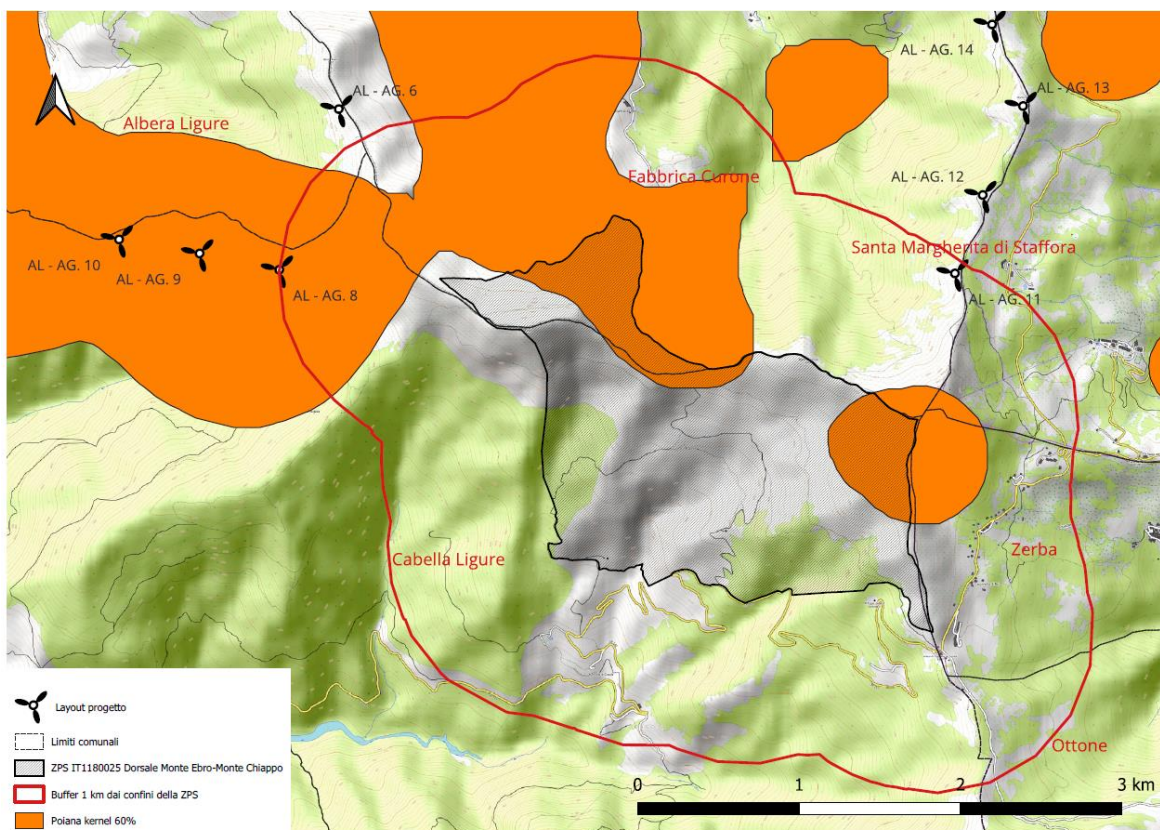 AL - AG. 14
AL - AG. 6
AL - AG. 13
Albera Ligure
Fabbrica Curone
AL - AG. 12
Santa Margherita di Staffora
AL - AG. 10
AL - AG. 9
AL - AG. 8
AL - AG. 11
Cabella Ligure
Zerba
Ottone
Layout progetto
Limiti comunali
ZPS IT1180025 Dorsale Monte Ebro-Monte Chiappo
Buffer 1 km dai confini della ZPS
Poiana kernel 60%
0 1 2 3 km